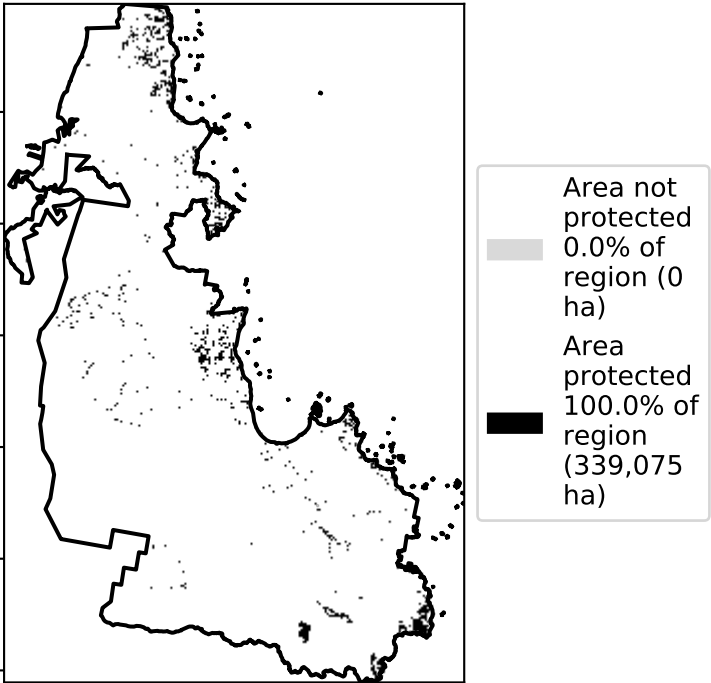 Area not
protected
0.0% of
region (0
ha)
Area
protected
100.0% of
region
(339,075
ha)